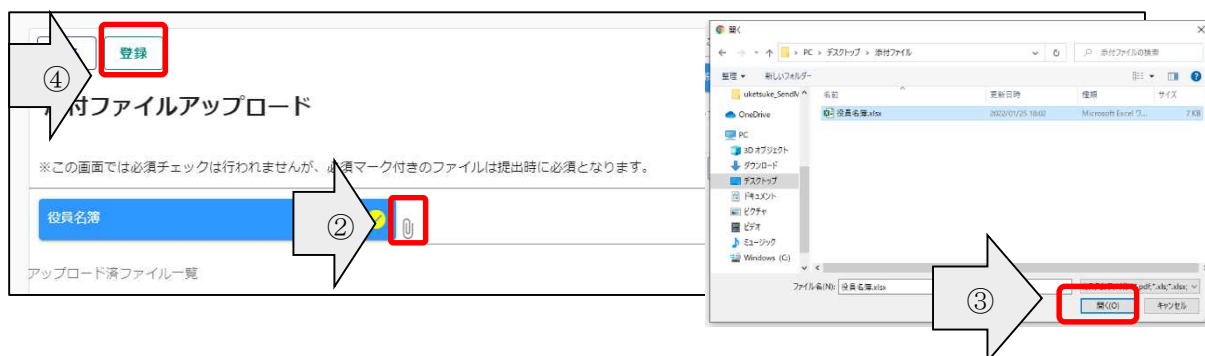 登録
④
付ファイルアップロード
※この画面では必須チェックは行われませんが、必須マーク付きのファイルは提出時に必須となります。
役員名簿
②
アップロード済ファイル一覧
開く
PC > デスクトップ > 添付ファイル
添付ファイルの検索
整理 新しいフォルダー
名前 更新日時 種類 サイズ
uketsuke_SendM
役員名簿.xlsx 2022/01/25 18:02 Microsoft Excel ワ... 7 KB
OneDrive
PC
3D オブジェクト
ダウンロード
デスクトップ
ドキュメント
ピクチャ
ビデオ
ミュージック
Windows (C:)
ファイル名(N): 役員名簿.xlsx
pdf;*.xls;*.xlsx;
③
開く(O) キャンセル